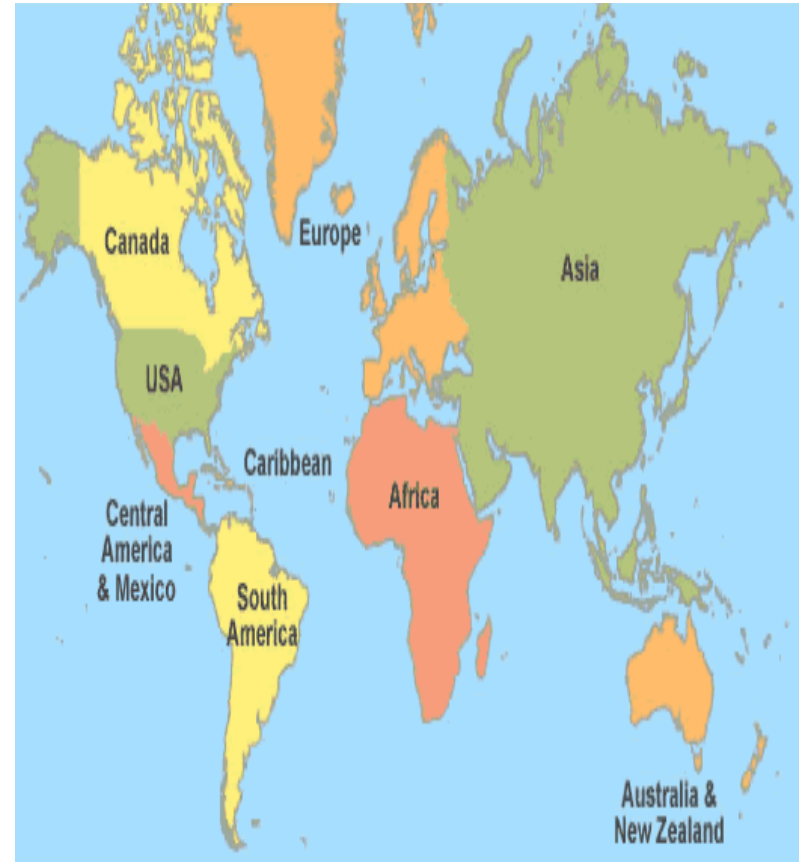 Canada
Europe
Asia
USA
Caribbean
Africa
Central
America
& Mexico
South
America
Australia &
New Zealand